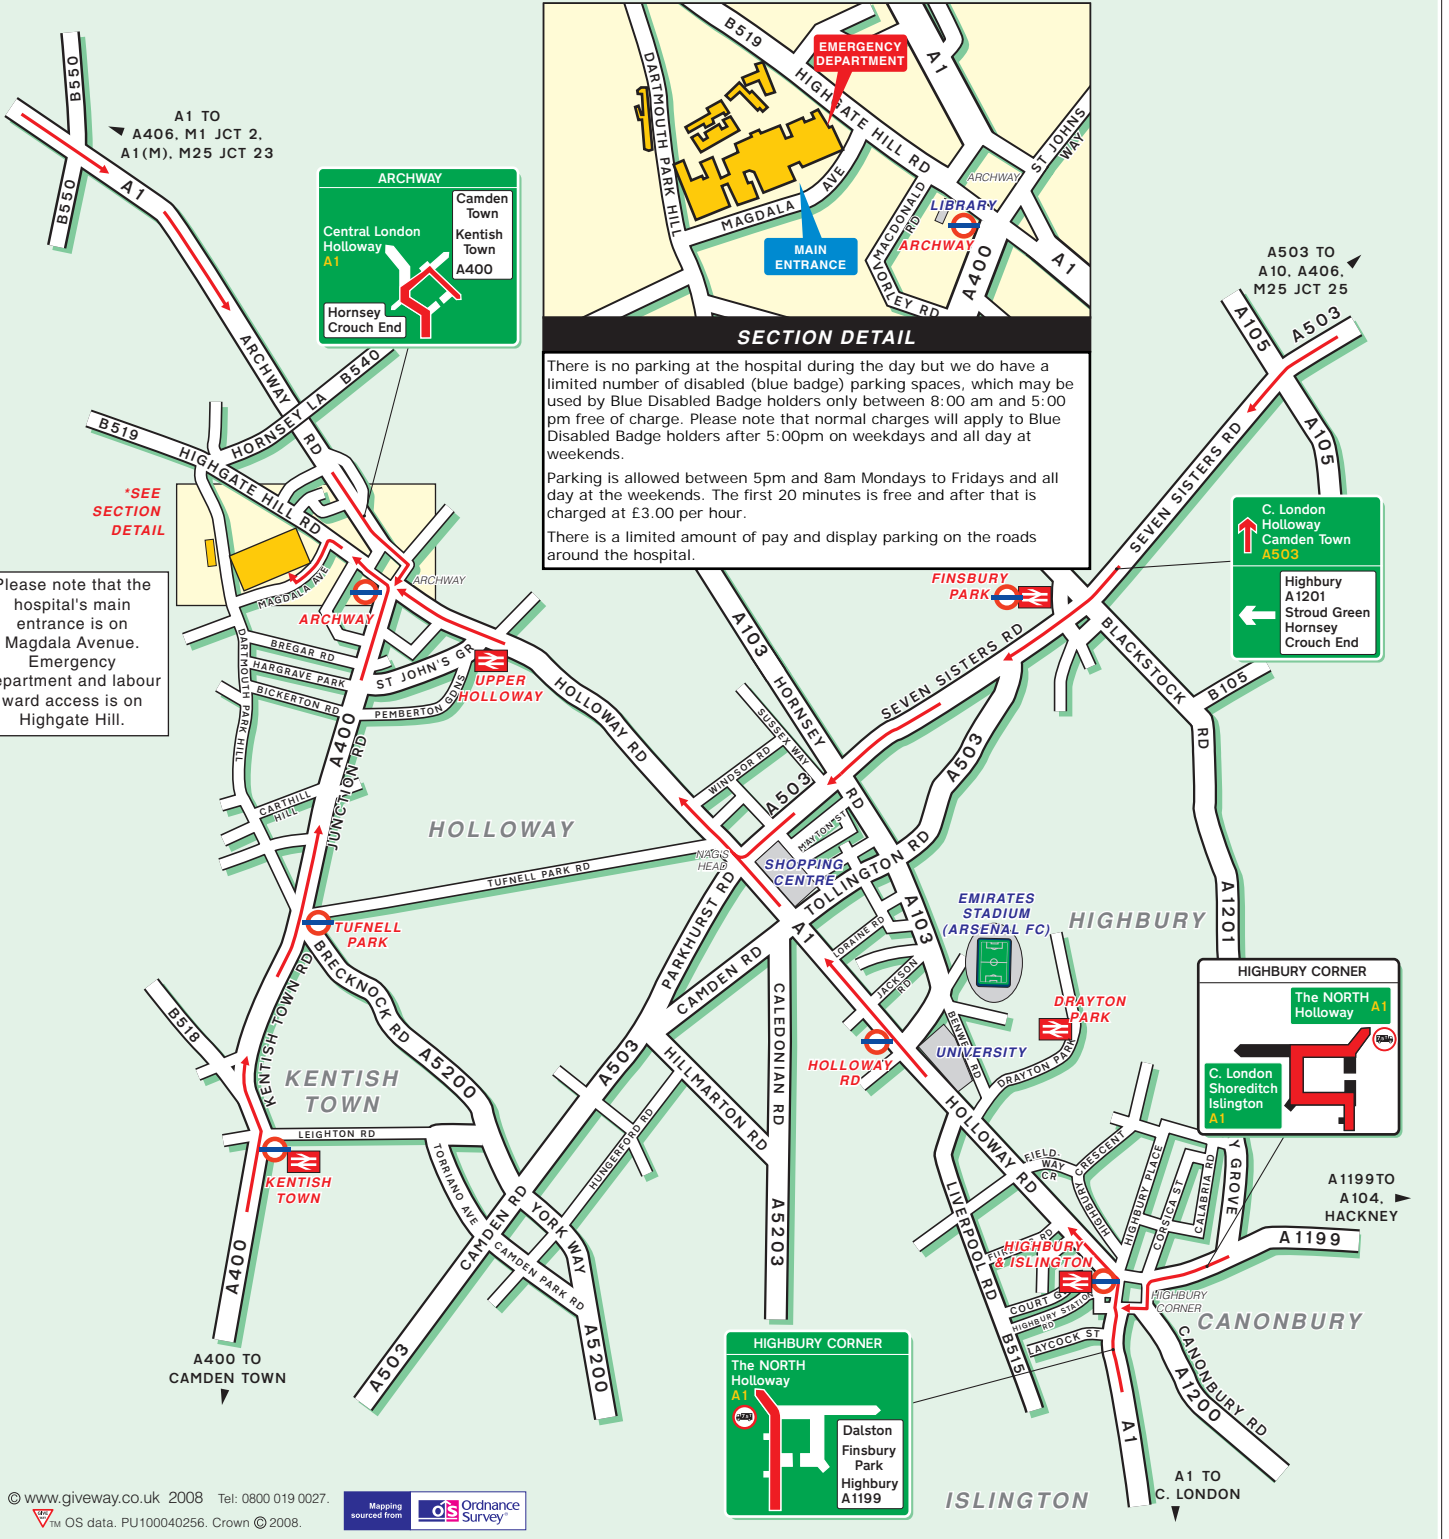 B550
A1 TO
A406, M1 JCT 2,
A1(M), M25 JCT 23
B550
A1
ARCHWAY
Central London
Holloway
A1
Camden
Town
Kentish
Town
A400
Hornsey
Crouch End
B519
DARTMOUTH PARK HILL
EMERGENCY
DEPARTMENT
A1
HIGHGATE HILL RD
ST JOHNS
WAY
ARCHWAY
MAGDALA AVE
MACDONALD
RD
LIBRARY
ARCHWAY
MAIN
ENTRANCE
VORLEY RD
A400
A1
SECTION DETAIL
There is no parking at the hospital during the day but we do have a
limited number of disabled (blue badge) parking spaces, which may be
used by Blue Disabled Badge holders only between 8:00 am and 5:00
pm free of charge. Please note that normal charges will apply to Blue
Disabled Badge holders after 5:00pm on weekdays and all day at
weekends.
Parking is allowed between 5pm and 8am Mondays to Fridays and all
day at the weekends. The first 20 minutes is free and after that is
charged at £3.00 per hour.
There is a limited amount of pay and display parking on the roads
around the hospital.
A503 TO
A10, A406,
M25 JCT 25
A105
A503
A105
SEVEN SISTERS RD
C. London
Holloway
Camden Town
A503
Highbury
A1201
Stroud Green
Hornsey
Crouch End
ARCHWAY RD
HORNSEY LA
B540
B519
HIGHGATE HILL RD
*SEE
SECTION
DETAIL
Please note that the
hospital's main
entrance is on
Magdala Avenue.
Emergency
department and labour
ward access is on
Highgate Hill.
MAGDALA AVE
ARCHWAY
ARCHWAY
BREGAR RD
HARGRAVE PARK
BICKERTON RD
DARTMOUTH PARK HILL
ST JOHN'S GR
PEMBERTON GDNS
UPPER
HOLLOWAY
A400
JUNCTION RD
CARTHILL
HILL
HOLLOWAY RD
HOLLOWAY
TUFNELL PARK RD
TUFNELL
PARK
FINSBURY
PARK
A103
HORNSEY
RD
SEVEN SISTERS RD
BLACKSTOCK
RD
B105
SUSSEX WAY
WINDSOR RD
A503
A503
MAYTON ST
NAG'S
HEAD
SHOPPING
CENTRE
TOLLINGTON RD
A103
EMIRATES
STADIUM
(ARSENAL FC)
HIGHBURY
A1201
A1
LORAINE RD
JACKSON
RD
PARKHURST RD
CAMDEN RD
CALEDONIAN RD
HOLLOWAY
RD
UNIVERSITY
BENWELL RD
DRAYTON
PARK
DRAYTON PARK
HIGHBURY CORNER
The NORTH
Holloway
A1
C. London
Shoreditch
Islington
A1
B518
KENTISH TOWN RD
BRECKNOCK RD
A5200
KENTISH
TOWN
LEIGHTON RD
KENTISH
TOWN
TORRIANO AVE
A503
HILLMARTON RD
HUNGERFORD RD
CAMDEN RD
YORK WAY
CAMDEN PARK RD
A5203
A5200
A503
A400
A400 TO
CAMDEN TOWN
HOLLOWAY RD
LIVERPOOL RD
FIELD-
WAY
CR
HIGHBURY CRESCENT
HIGHBURY PLACE
CORSICA ST
CALABRIA RD
Y GROVE
A1199 TO
A104,
HACKNEY
A1199
HIGHBURY
& ISLINGTON
HIGHBURY STATION
RD
LAYCOCK ST
B515
HIGHBURY
CORNER
CANONBURY
CANONBURY RD
A1200
A1
HIGHBURY CORNER
The NORTH
Holloway
A1
Dalston
Finsbury
Park
Highbury
A1199
ISLINGTON
A1 TO
C. LONDON
© www.giveway.co.uk 2008 Tel: 0800 019 0027.
TM OS data. PU100040256. Crown © 2008.
Mapping
sourced from
Ordnance
Survey